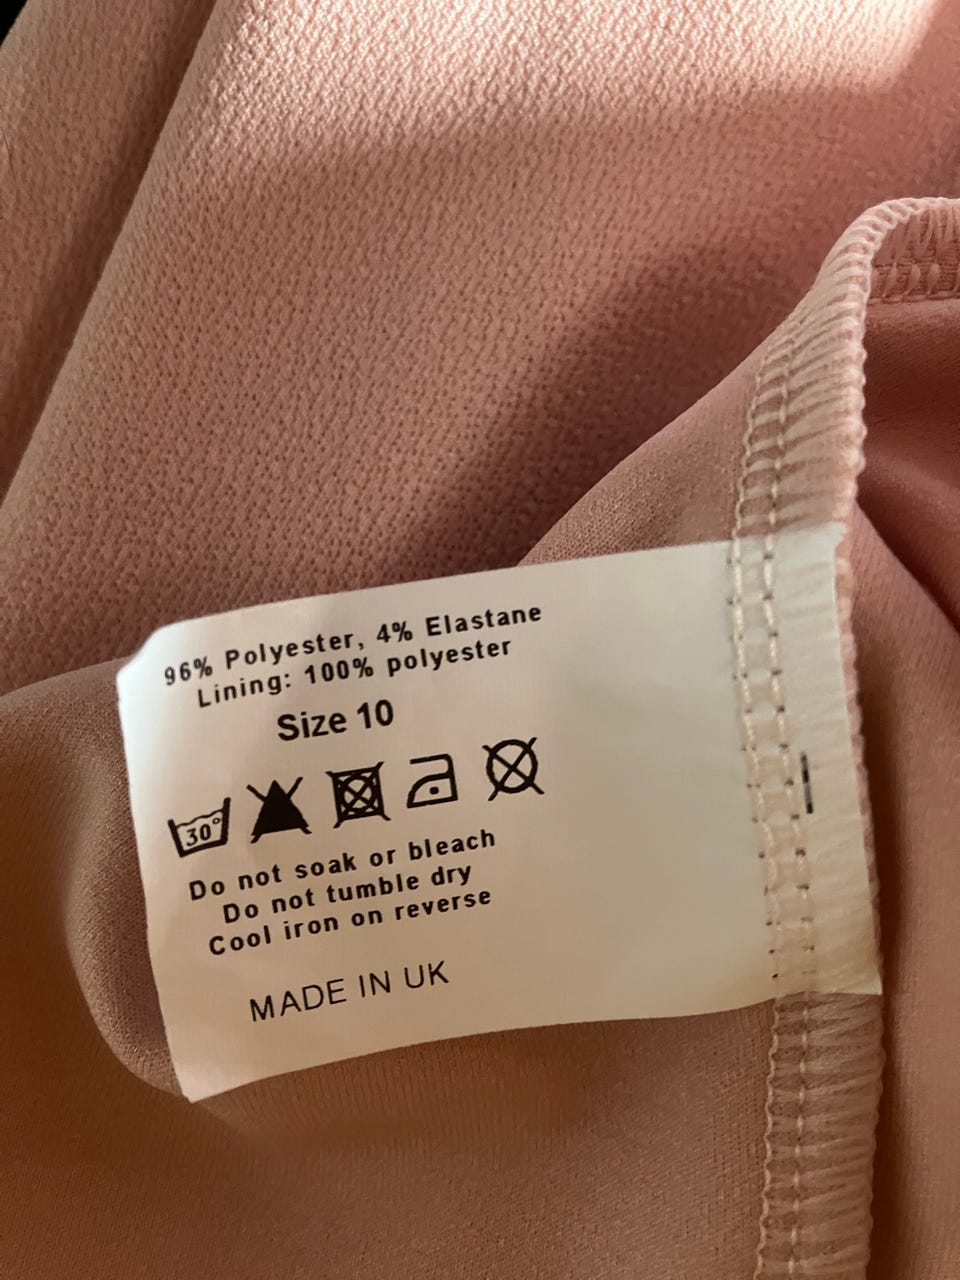 96% Polyester, 4% Elastane
Lining: 100% polyester
Size 10
30°
Do not soak or bleach
Do not tumble dry
Cool iron on reverse
MADE IN UK